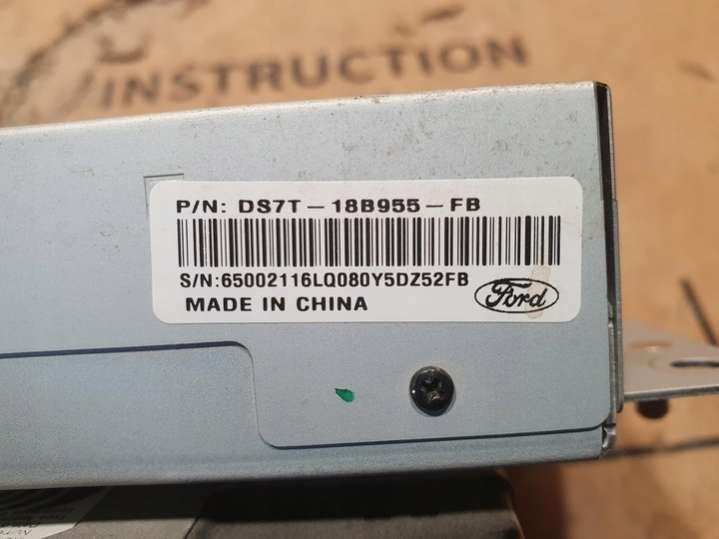 INSTRUCTION
P/N: DS7T-18B955-FB
S/N:65002116LQ080Y5DZ52FB
MADE IN CHINA
Ford